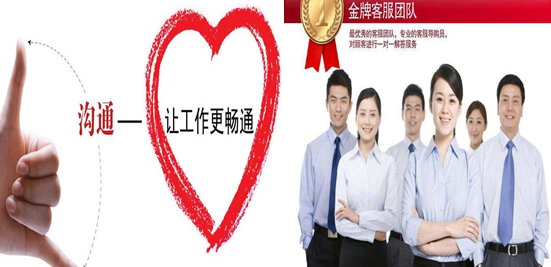 沟通—让工作更畅通
1
金牌客服团队
最优秀的客服团队，专业的客服导购员，
对顾客进行一对一解答服务